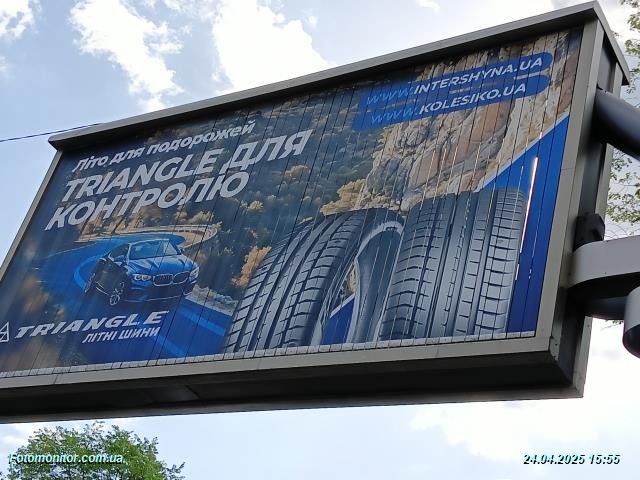 WWW.INTERSHYNA.UA
WWW.KOLESIKO.UA
Літо для подорожей
TRIANGLE ДЛЯ
КОНТРОЛЮ
TRIANGLE
ЛІТНІ ШИНИ
Fotomonitor.com.ua
24.04.2025 15:55